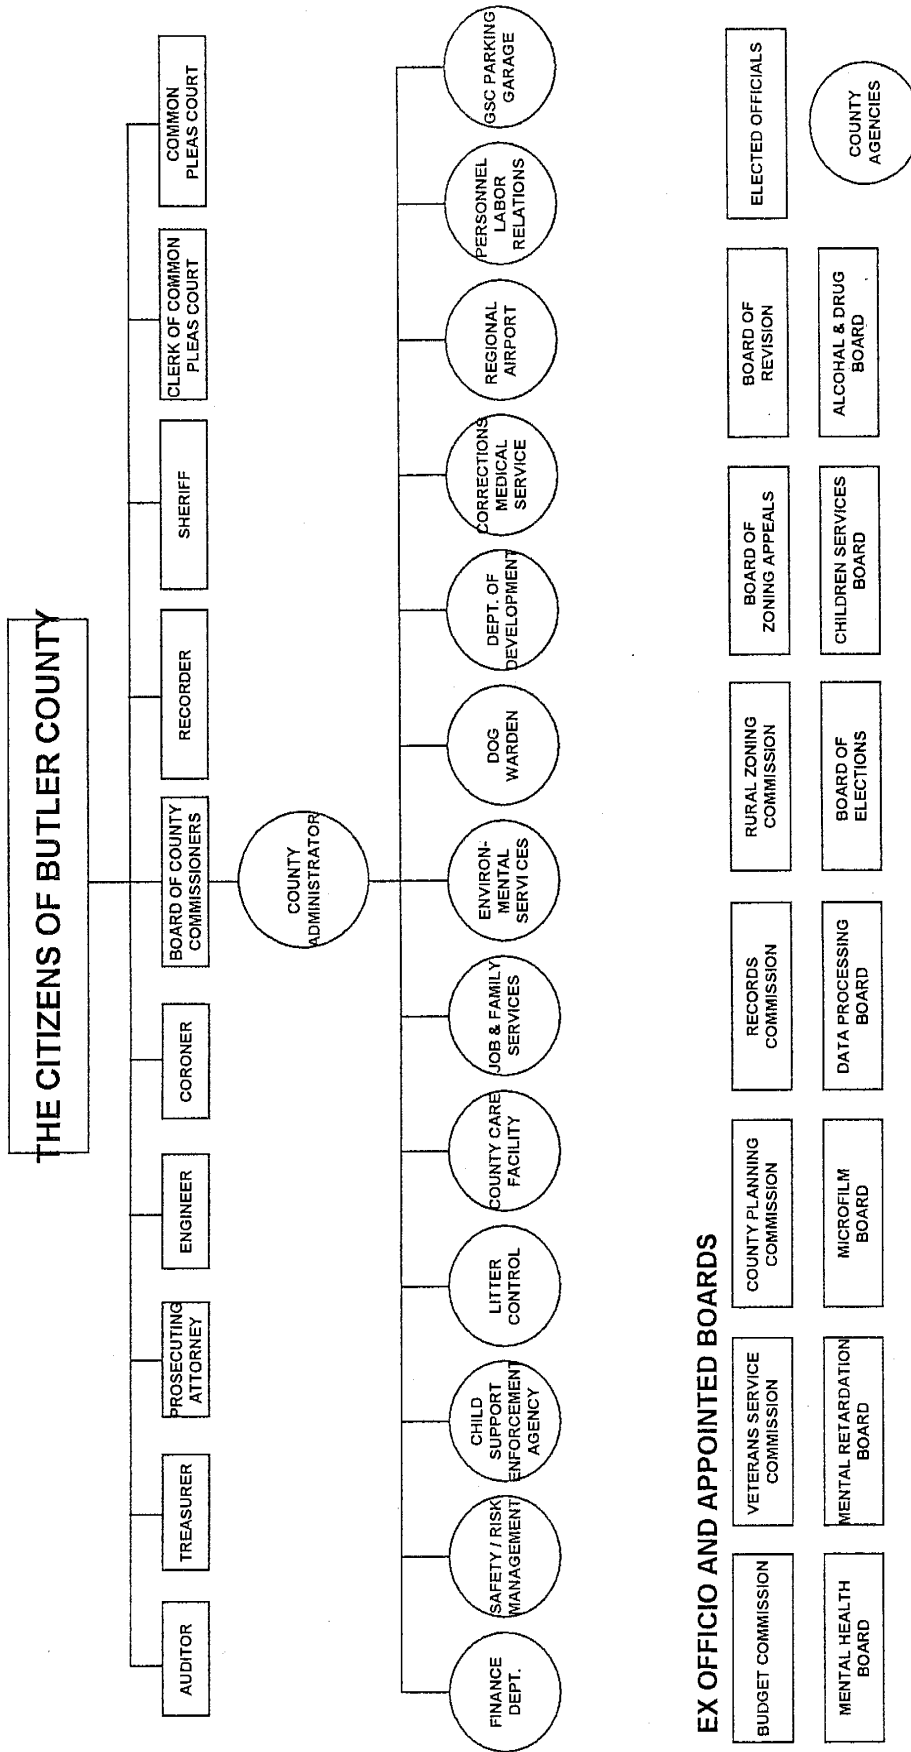 THE CITIZENS OF BUTLER COUNTY
AUDITOR
TREASURER
PROSECUTING
ATTORNEY
ENGINEER
CORONER
BOARD OF COUNTY
COMMISSIONERS
RECORDER
SHERIFF
CLERK OF COMMON
PLEAS COURT
COMMON
PLEAS COURT
COUNTY
ADMINISTRATOR
FINANCE
DEPT.
SAFETY / RISK
MANAGEMENT
CHILD
SUPPORT
ENFORCEMENT
AGENCY
LITTER
CONTROL
COUNTY CARE
FACILITY
JOB & FAMILY
SERVICES
ENVIRON-
MENTAL
SERVICES
DOG
WARDEN
DEPT. OF
DEVELOPMENT
CORRECTIONS
MEDICAL
SERVICE
REGIONAL
AIRPORT
PERSONNEL
LABOR
RELATIONS
GSC PARKING
GARAGE
EX OFFICIO AND APPOINTED BOARDS
BUDGET COMMISSION
VETERANS SERVICE
COMMISSION
COUNTY PLANNING
COMMISSION
RECORDS
COMMISSION
RURAL ZONING
COMMISSION
BOARD OF
ZONING APPEALS
BOARD OF
REVISION
ELECTED OFFICIALS
MENTAL HEALTH
BOARD
MENTAL RETARDATION
BOARD
MICROFILM
BOARD
DATA PROCESSING
BOARD
BOARD OF
ELECTIONS
CHILDREN SERVICES
BOARD
ALCOHAL & DRUG
BOARD
COUNTY
AGENCIES